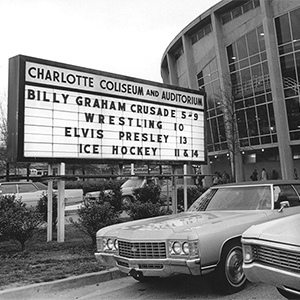 CHARLOTTE COLISEUM AND AUDITORIUM
BILLY GRAHAM CRUSADE 5-9
WRESTLING 10
ELVIS PRESLEY 13
ICE HOCKEY 11 & 14